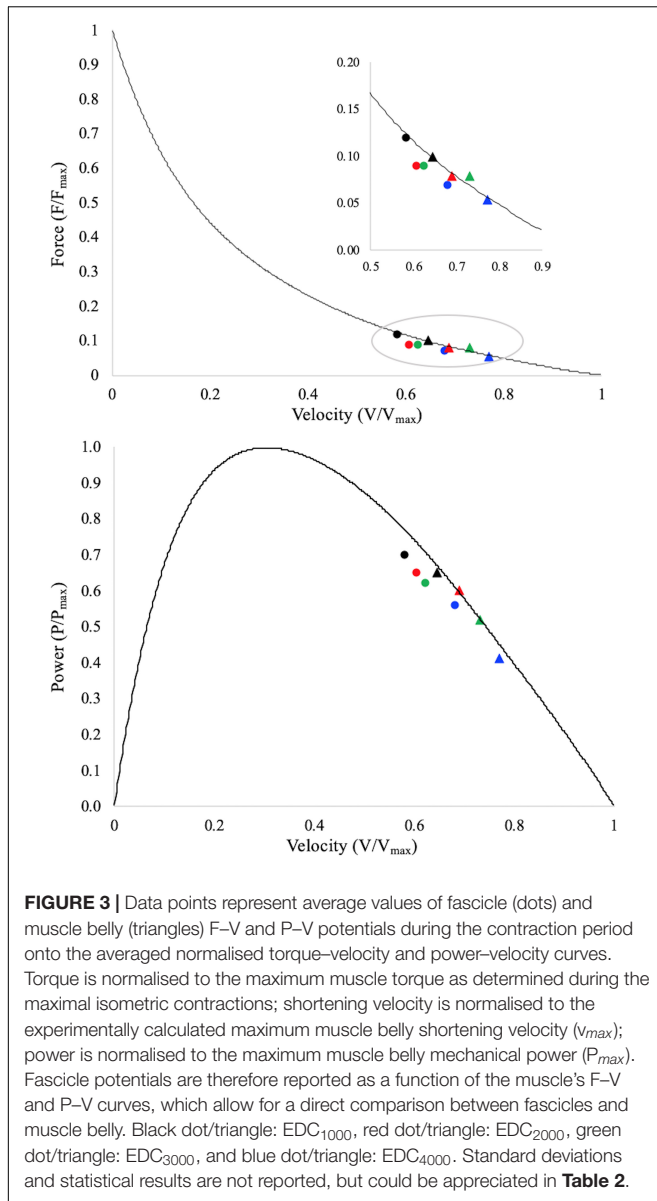 1
0.9
0.8
0.7
0.6
0.5
0.4
0.3
0.2
0.1
0
Force (F/Fmax)
0 0.2 0.4 0.6 0.8 1
Velocity (V/Vmax)
0.20
0.15
0.10
0.05
0.00
0.5 0.6 0.7 0.8 0.9
1.0
0.9
0.8
0.7
0.6
0.5
0.4
0.3
0.2
0.1
0.0
Power (P/Pmax)
0 0.2 0.4 0.6 0.8 1
Velocity (V/Vmax)
FIGURE 3 | Data points represent average values of fascicle (dots) and
muscle belly (triangles) F–V and P–V potentials during the contraction period
onto the averaged normalised torque–velocity and power–velocity curves.
Torque is normalised to the maximum muscle torque as determined during the
maximal isometric contractions; shortening velocity is normalised to the
experimentally calculated maximum muscle belly shortening velocity (vmax);
power is normalised to the maximum muscle belly mechanical power (Pmax).
Fascicle potentials are therefore reported as a function of the muscle's F–V
and P–V curves, which allow for a direct comparison between fascicles and
muscle belly. Black dot/triangle: EDC1000, red dot/triangle: EDC2000, green
dot/triangle: EDC3000, and blue dot/triangle: EDC4000. Standard deviations
and statistical results are not reported, but could be appreciated in Table 2.